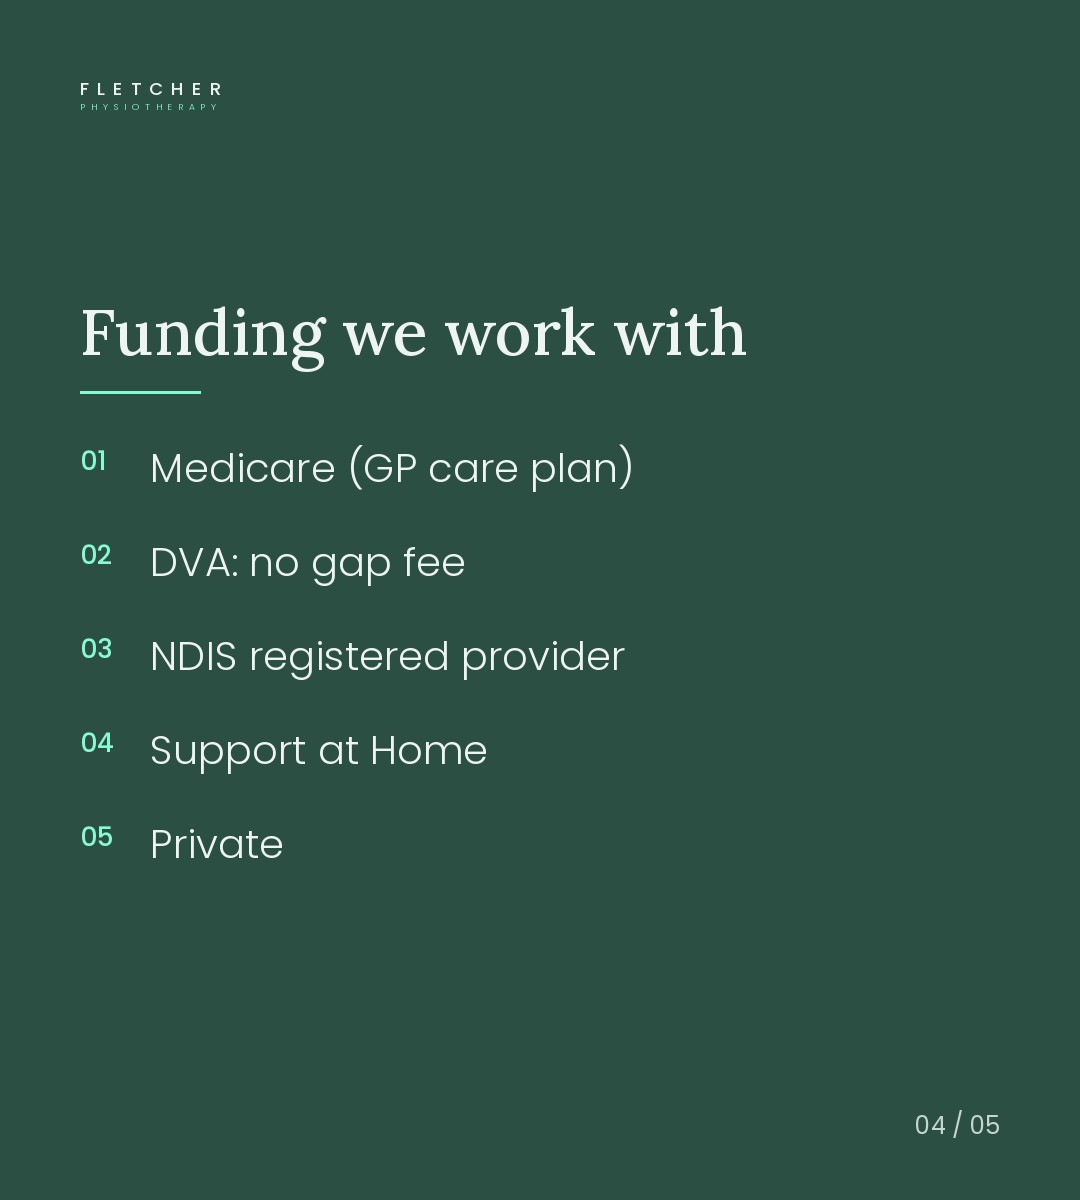 FLETCHER
PHYSIOTHERAPY
Funding we work with
01 Medicare (GP care plan)
02 DVA: no gap fee
03 NDIS registered provider
04 Support at Home
05 Private
04 / 05